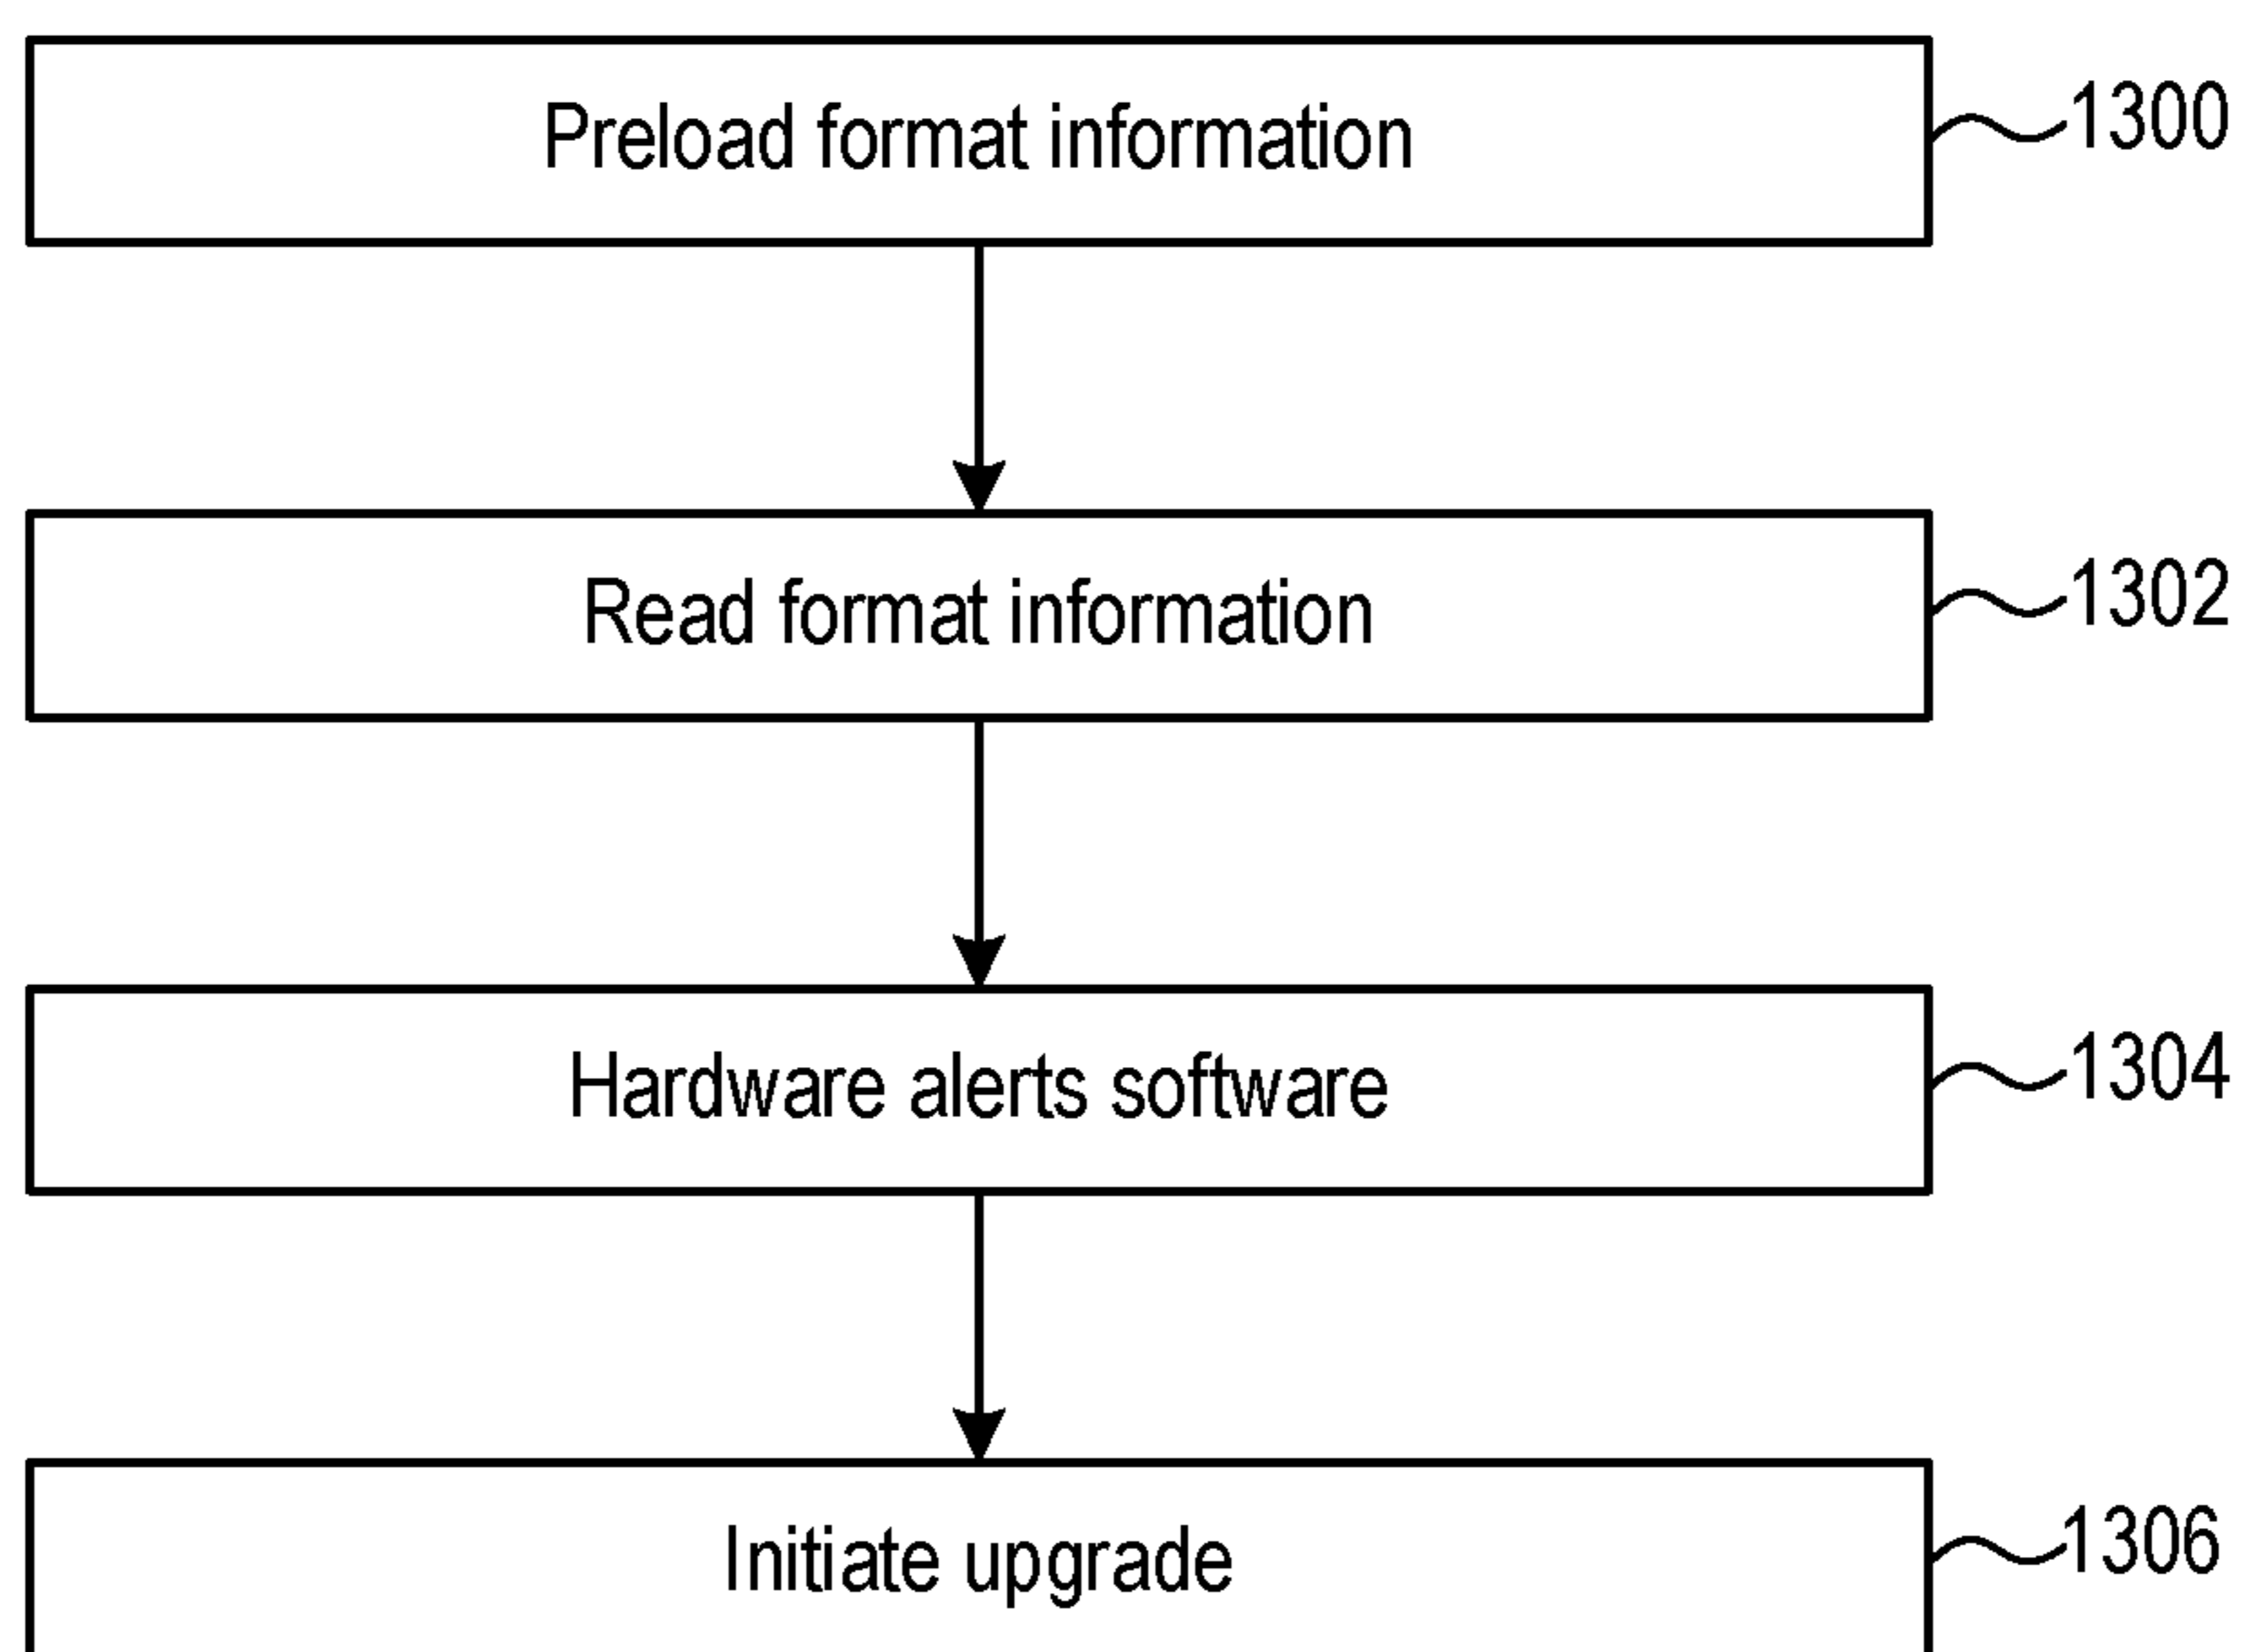 Preload format information
1300
Read format information
1302
Hardware alerts software
1304
Initiate upgrade
1306